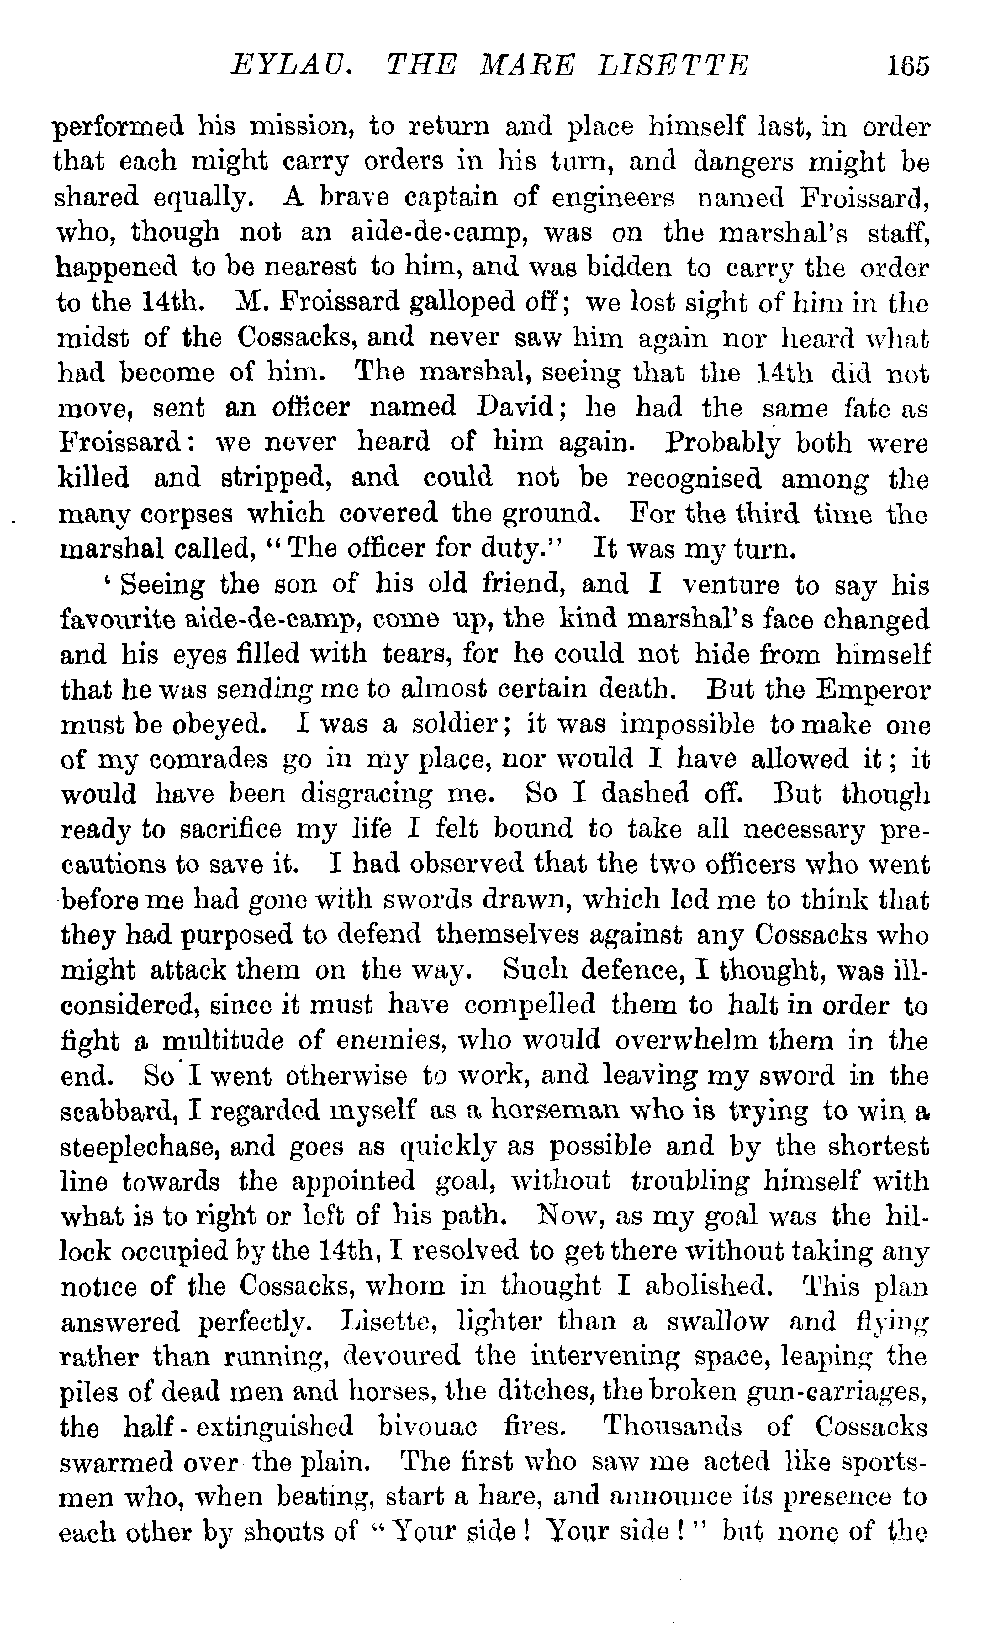 EYLAU. THE MARE LISETTE 165
performed his mission, to return and place himself last, in order
that each might carry orders in his turn, and dangers might be
shared equally. A brave captain of engineers named Froissard,
who, though not an aide-de-camp, was on the marshal's staff,
happened to be nearest to him, and was bidden to carry the order
to the 14th. M. Froissard galloped off; we lost sight of him in the
midst of the Cossacks, and never saw him again nor heard what
had become of him. The marshal, seeing that the 14th did not
move, sent an officer named David; he had the same fate as
Froissard: we never heard of him again. Probably both were
killed and stripped, and could not be recognised among the
many corpses which covered the ground. For the third time the
marshal called, "The officer for duty." It was my turn.
' Seeing the son of his old friend, and I venture to say his
favourite aide-de-camp, come up, the kind marshal's face changed
and his eyes filled with tears, for he could not hide from himself
that he was sending me to almost certain death. But the Emperor
must be obeyed. I was a soldier; it was impossible to make one
of my comrades go in my place, nor would I have allowed it; it
would have been disgracing me. So I dashed off. But though
ready to sacrifice my life I felt bound to take all necessary pre-
cautions to save it. I had observed that the two officers who went
before me had gone with swords drawn, which led me to think that
they had purposed to defend themselves against any Cossacks who
might attack them on the way. Such defence, I thought, was ill-
considered, since it must have compelled them to halt in order to
fight a multitude of enemies, who would overwhelm them in the
end. So I went otherwise to work, and leaving my sword in the
scabbard, I regarded myself as a horseman who is trying to win a
steeplechase, and goes as quickly as possible and by the shortest
line towards the appointed goal, without troubling himself with
what is to right or left of his path. Now, as my goal was the hil-
lock occupied by the 14th, I resolved to get there without taking any
notice of the Cossacks, whom in thought I abolished. This plan
answered perfectly. Lisette, lighter than a swallow and flying
rather than running, devoured the intervening space, leaping the
piles of dead men and horses, the ditches, the broken gun-carriages,
the half-extinguished bivouac fires. Thousands of Cossacks
swarmed over the plain. The first who saw me acted like sports-
men who, when beating, start a hare, and announce its presence to
each other by shouts of "Your side! Your side!" but none of the